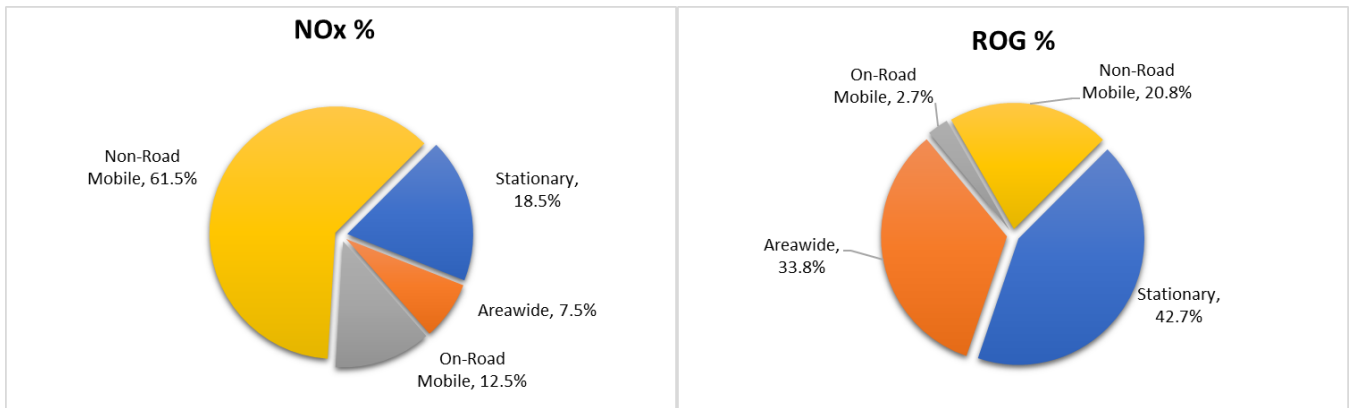 NOx %
Non-Road
Mobile, 61.5%
Stationary,
18.5%
Areawide, 7.5%
On-Road
Mobile, 12.5%
ROG %
On-Road
Mobile, 2.7%
Non-Road
Mobile, 20.8%
Areawide,
33.8%
Stationary,
42.7%